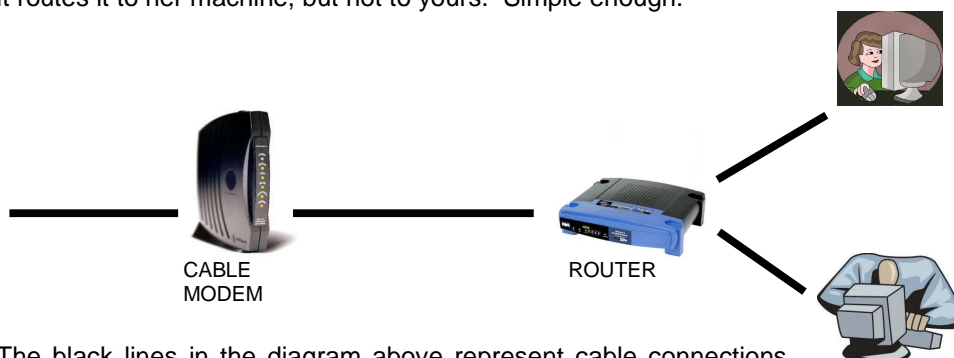 it routes it to her machine, but not to yours. Simple enough.
CABLE
MODEM
ROUTER
The black lines in the diagram above represent cable connections